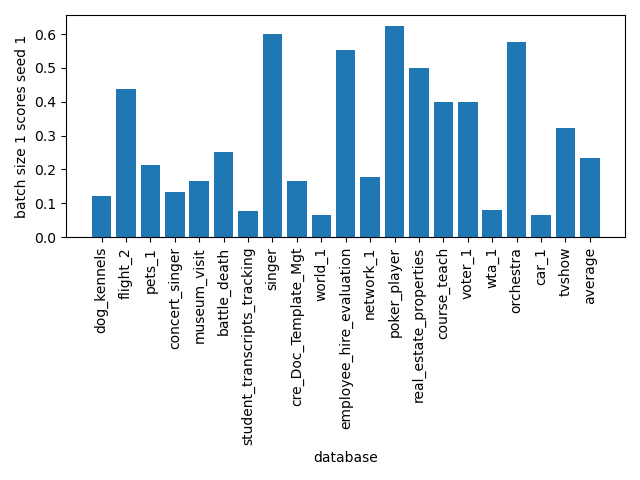 batch size 1 scores seed 1
0.6
0.5
0.4
0.3
0.2
0.1
0.0
dog_kennels
flight_2
pets_1
concert_singer
museum_visit
battle_death
student_transcripts_tracking
singer
cre_Doc_Template_Mgt
world_1
employee_hire_evaluation
network_1
poker_player
real_estate_properties
course_teach
voter_1
wta_1
orchestra
car_1
tvshow
average
database